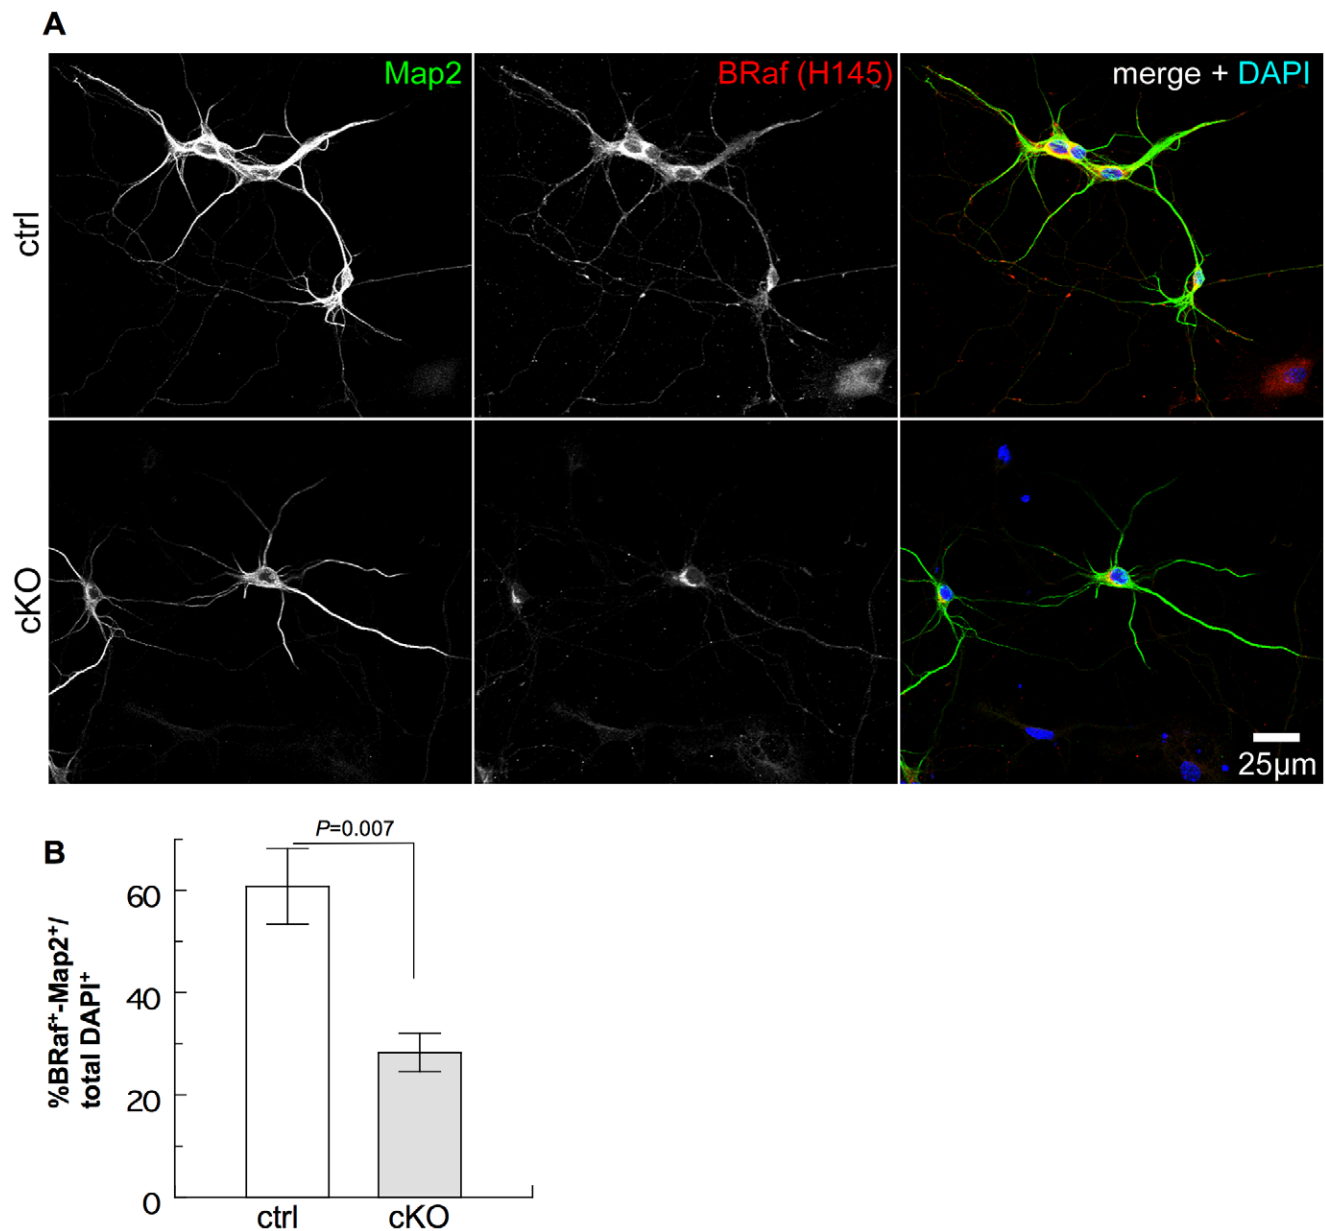 A
Map2
BRaf (H145)
merge + DAPI
ctrl
cKO
25µm
B
P=0.007
%BRaf⁺-Map2⁺/
total DAPI⁺
60
40
20
0
ctrl
cKO